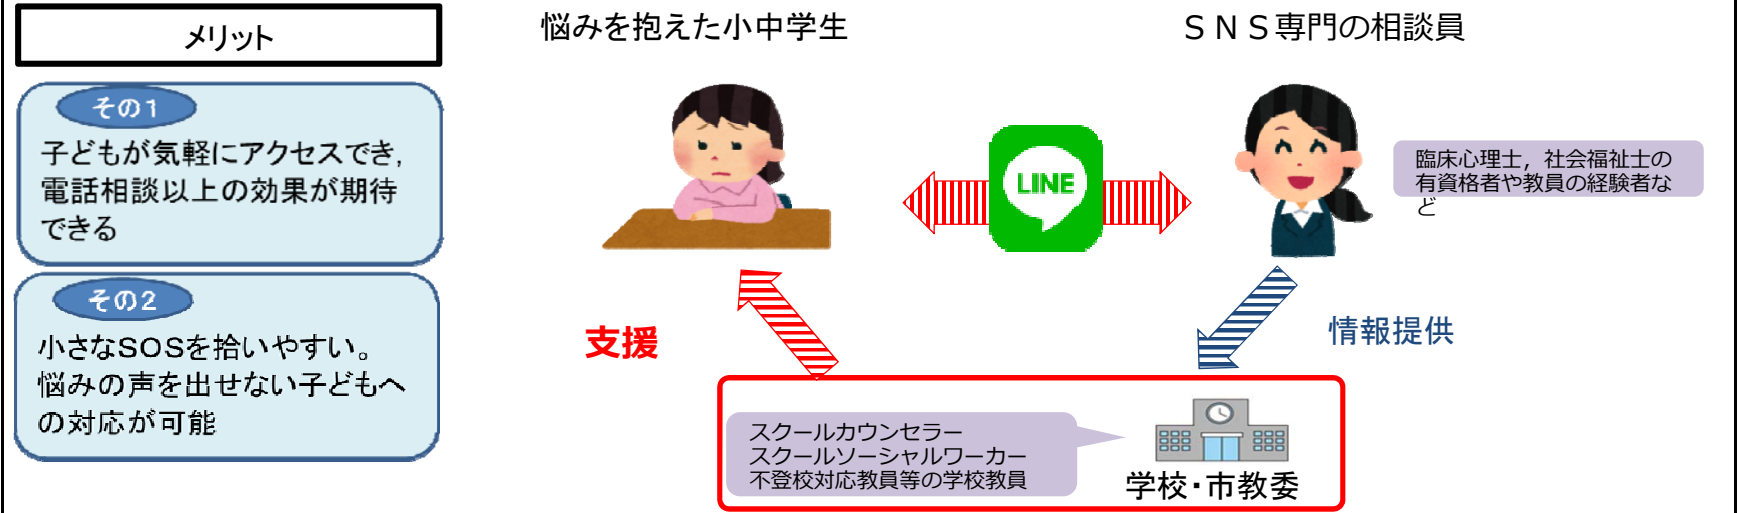 メリット
その1
子どもが気軽にアクセスでき,
電話相談以上の効果が期待
できる
その2
小さなSOSを拾いやすい。
悩みの声を出せない子どもへ
の対応が可能
悩みを抱えた小中学生
ＳＮＳ専門の相談員
LINE
臨床心理士，社会福祉士の
有資格者や教員の経験者な
ど
支援
情報提供
スクールカウンセラー
スクールソーシャルワーカー
不登校対応教員等の学校教員
学校・市教委